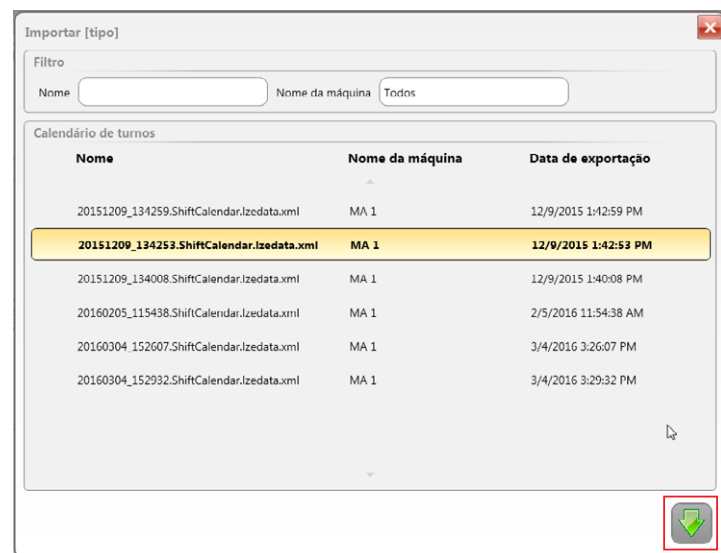 Importar [tipo]
Filtro
Nome Nome da máquina Todos
Calendário de turnos
Nome Nome da máquina Data de exportação
20151209_134259.ShiftCalendar.lzedata.xml MA 1 12/9/2015 1:42:59 PM
20151209_134253.ShiftCalendar.lzedata.xml MA 1 12/9/2015 1:42:53 PM
20151209_134008.ShiftCalendar.lzedata.xml MA 1 12/9/2015 1:40:08 PM
20160205_115438.ShiftCalendar.lzedata.xml MA 1 2/5/2016 11:54:38 AM
20160304_152607.ShiftCalendar.lzedata.xml MA 1 3/4/2016 3:26:07 PM
20160304_152932.ShiftCalendar.lzedata.xml MA 1 3/4/2016 3:29:32 PM